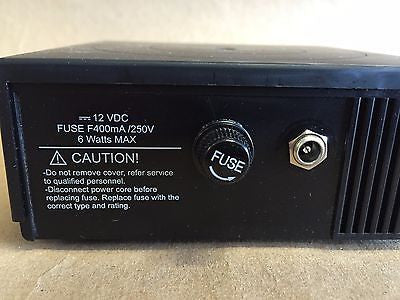 ⎓ 12 VDC
FUSE F400mA /250V
6 Watts MAX
⚠ CAUTION!
-Do not remove cover, refer service
to qualified personnel.
-Disconnect power core before
replacing fuse. Replace fuse with the
correct type and rating.
FUSE